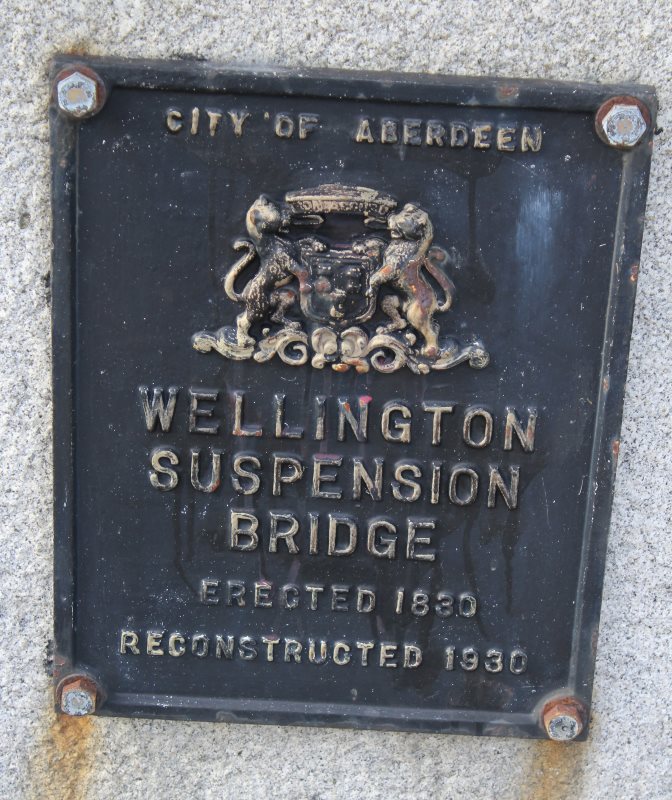 CITY OF ABERDEEN
WELLINGTON
SUSPENSION
BRIDGE
ERECTED 1830
RECONSTRUCTED 1930